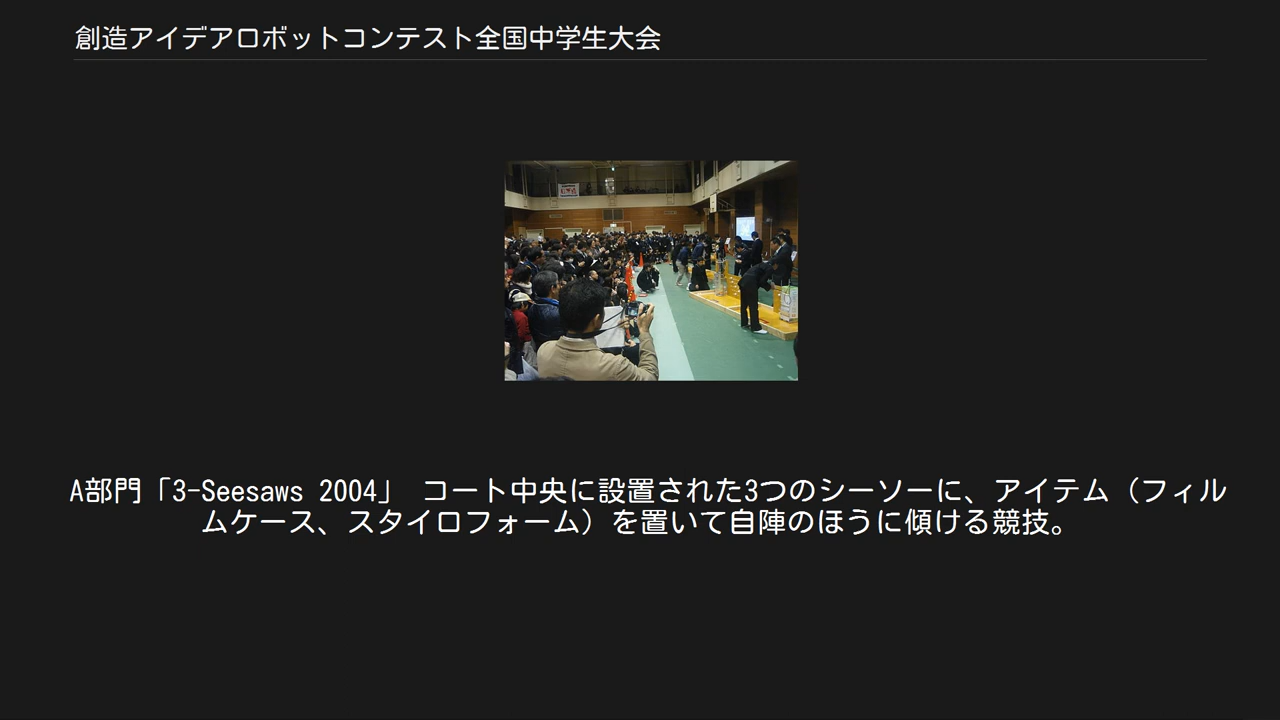 創造アイデアロボットコンテスト全国中学生大会
A部門「3-Seesaws 2004」 コート中央に設置された3つのシーソーに、アイテム（フィル
ムケース、スタイロフォーム）を置いて自陣のほうに傾ける競技。